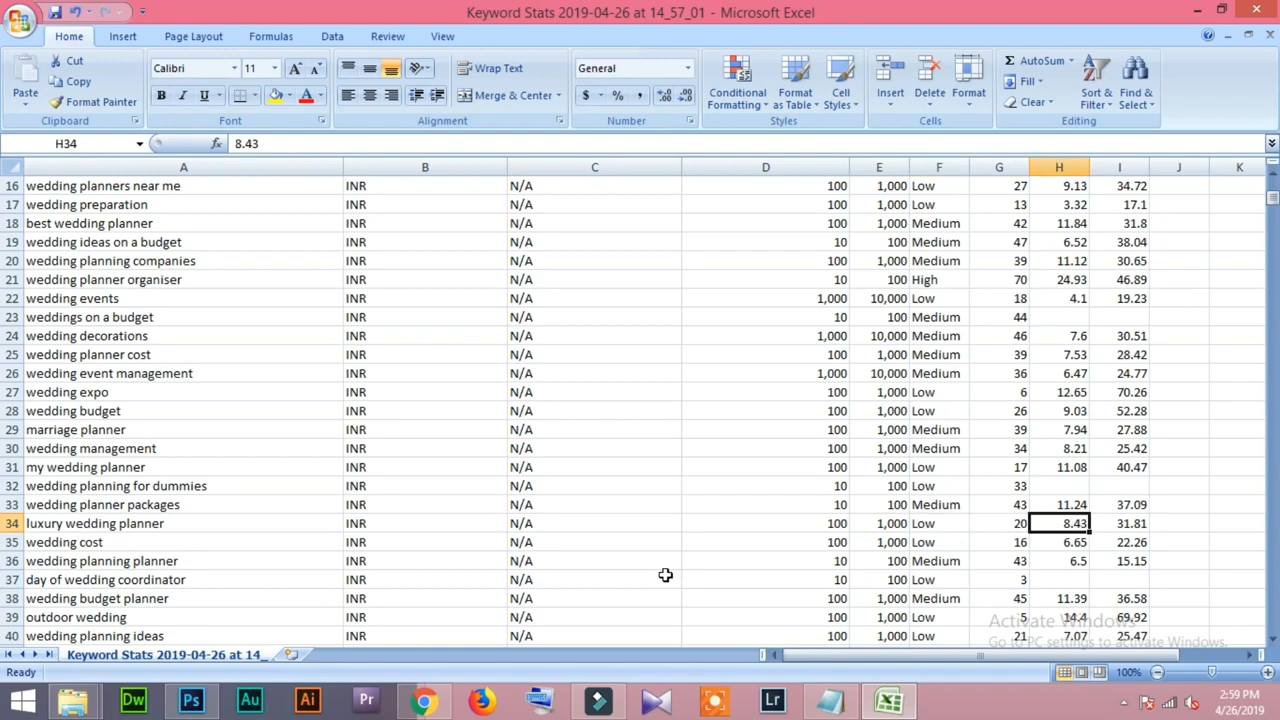 Keyword Stats 2019-04-26 at 14_57_01 - Microsoft Excel
Home Insert Page Layout Formulas Data Review View
Paste Cut Copy Format Painter Clipboard
Calibri 11 A A B I U A Font
Wrap Text Merge & Center Alignment
General $ % , Number
Conditional Formatting Format as Table Cell Styles Styles
Insert Delete Format Cells
Σ AutoSum Fill Clear Sort & Filter Find & Select Editing
H34 fx 8.43
A B C D E F G H I J K
16 wedding planners near me INR N/A 100 1,000 Low 27 9.13 34.72
17 wedding preparation INR N/A 100 1,000 Low 13 3.32 17.1
18 best wedding planner INR N/A 100 1,000 Medium 42 11.84 31.8
19 wedding ideas on a budget INR N/A 10 100 Medium 47 6.52 38.04
20 wedding planning companies INR N/A 100 1,000 Medium 39 11.12 30.65
21 wedding planner organiser INR N/A 10 100 High 70 24.93 46.89
22 wedding events INR N/A 1,000 10,000 Low 18 4.1 19.23
23 weddings on a budget INR N/A 10 100 Medium 44
24 wedding decorations INR N/A 1,000 10,000 Medium 46 7.6 30.51
25 wedding planner cost INR N/A 100 1,000 Medium 39 7.53 28.42
26 wedding event management INR N/A 1,000 10,000 Medium 36 6.47 24.77
27 wedding expo INR N/A 100 1,000 Low 6 12.65 70.26
28 wedding budget INR N/A 100 1,000 Low 26 9.03 52.28
29 marriage planner INR N/A 100 1,000 Medium 39 7.94 27.88
30 wedding management INR N/A 100 1,000 Medium 34 8.21 25.42
31 my wedding planner INR N/A 100 1,000 Low 17 11.08 40.47
32 wedding planning for dummies INR N/A 10 100 Low 33
33 wedding planner packages INR N/A 10 100 Medium 43 11.24 37.09
34 luxury wedding planner INR N/A 100 1,000 Low 20 8.43 31.81
35 wedding cost INR N/A 100 1,000 Low 16 6.65 22.26
36 wedding planning planner INR N/A 10 100 Medium 43 6.5 15.15
37 day of wedding coordinator INR N/A 10 100 Low 3
38 wedding budget planner INR N/A 100 1,000 Medium 45 11.39 36.58
39 outdoor wedding INR N/A 100 1,000 Low 5 14.4 69.92
40 wedding planning ideas INR N/A 100 1,000 Low 21 7.07 25.47
Activate Windows
Go to PC settings to activate Windows.
Keyword Stats 2019-04-26 at 14_
Ready 100%
Dw Ps Au Ai Pr Lr
2:59 PM
4/26/2019